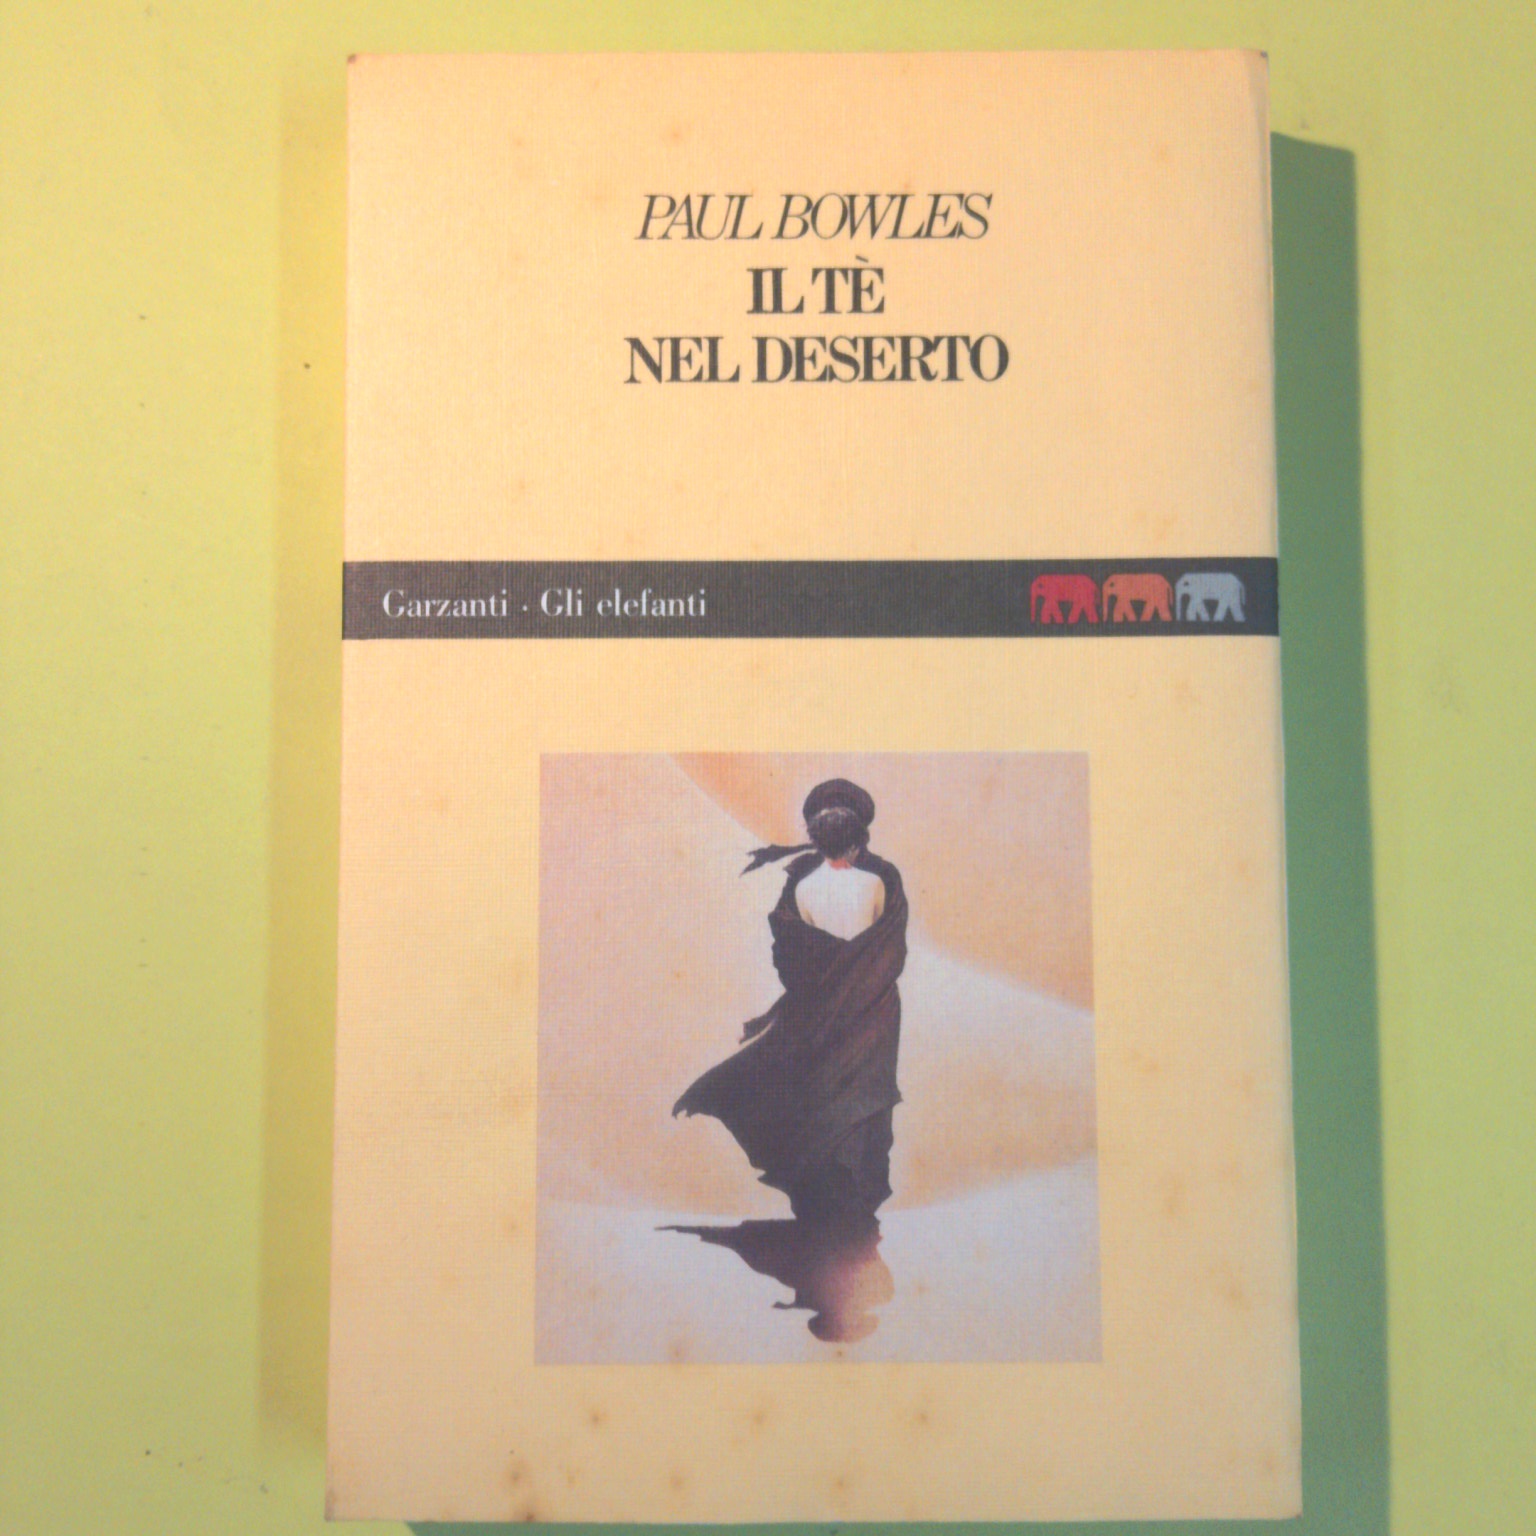 PAUL BOWLES
IL TÈ
NEL DESERTO
Garzanti · Gli elefanti